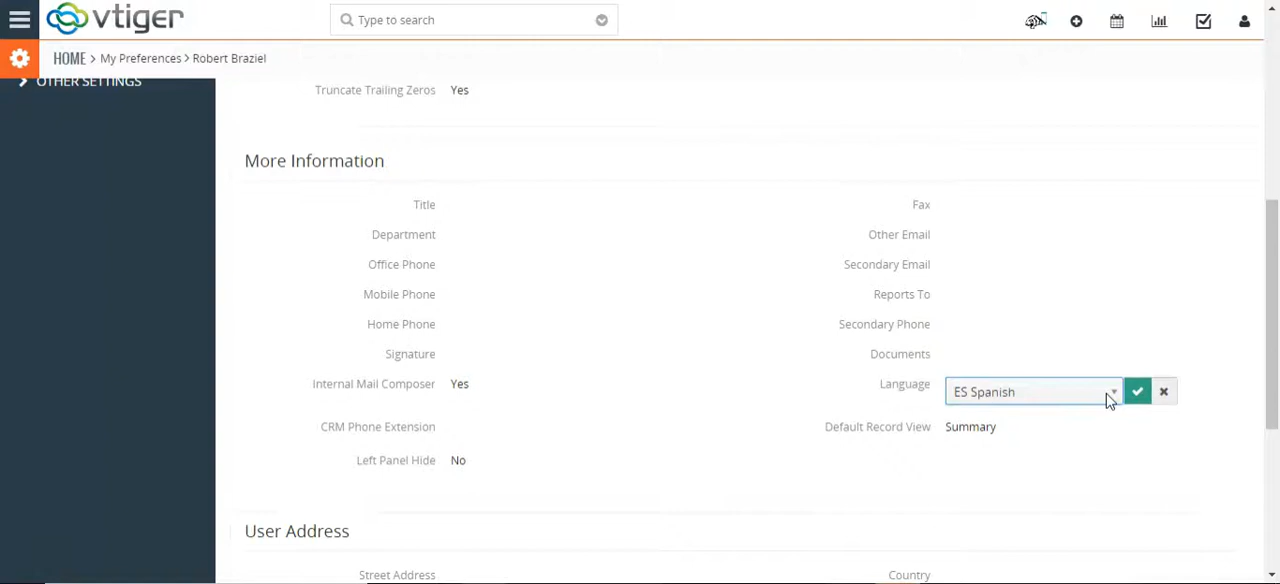 vtiger
Type to search
HOME > My Preferences > Robert Braziel
OTHER SETTINGS
Truncate Trailing Zeros Yes
More Information
Title Fax
Department Other Email
Office Phone Secondary Email
Mobile Phone Reports To
Home Phone Secondary Phone
Signature Documents
Internal Mail Composer Yes Language ES Spanish
CRM Phone Extension Default Record View Summary
Left Panel Hide No
User Address
Street Address Country